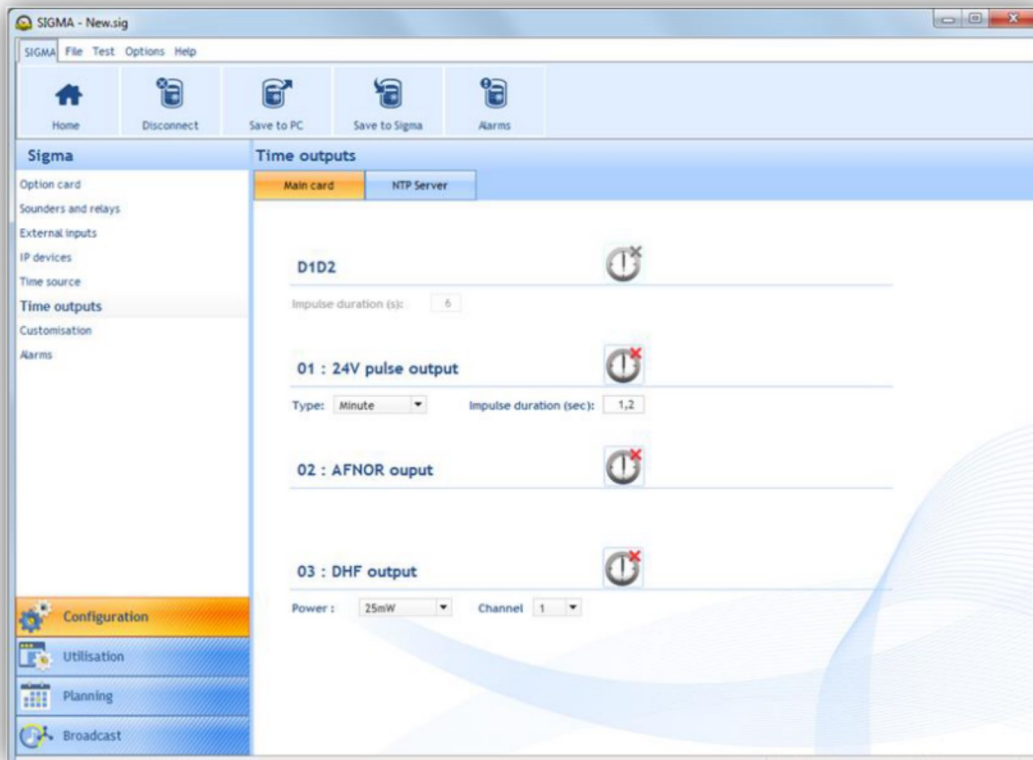 SIGMA - New.sig
SIGMA File Test Options Help
Home Disconnect Save to PC Save to Sigma Alarms
Sigma
Option card
Sounders and relays
External inputs
IP devices
Time source
Time outputs
Customisation
Alarms
Configuration
Utilisation
Planning
Broadcast
Time outputs
Main card NTP Server
D1D2
Impulse duration (s): 6
01 : 24V pulse output
Type: Minute Impulse duration (sec): 1,2
02 : AFNOR ouput
03 : DHF output
Power : 25mW Channel 1